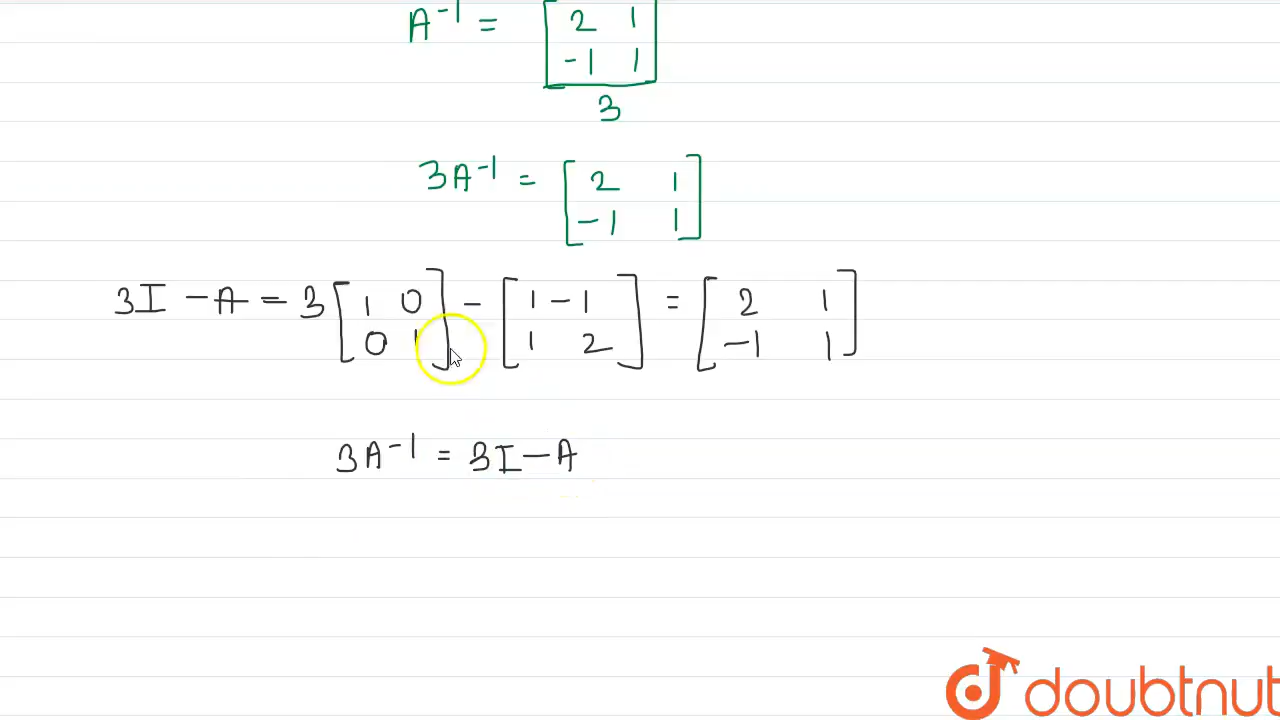 A⁻¹ = [2 1
-1 1]
3
3A⁻¹ = [2 1
-1 1]
3I - A = 3 [1 0 - [1 -1 = [2 1
0 1] 1 2] -1 1]
3A⁻¹ = 3I - A
doubtnut